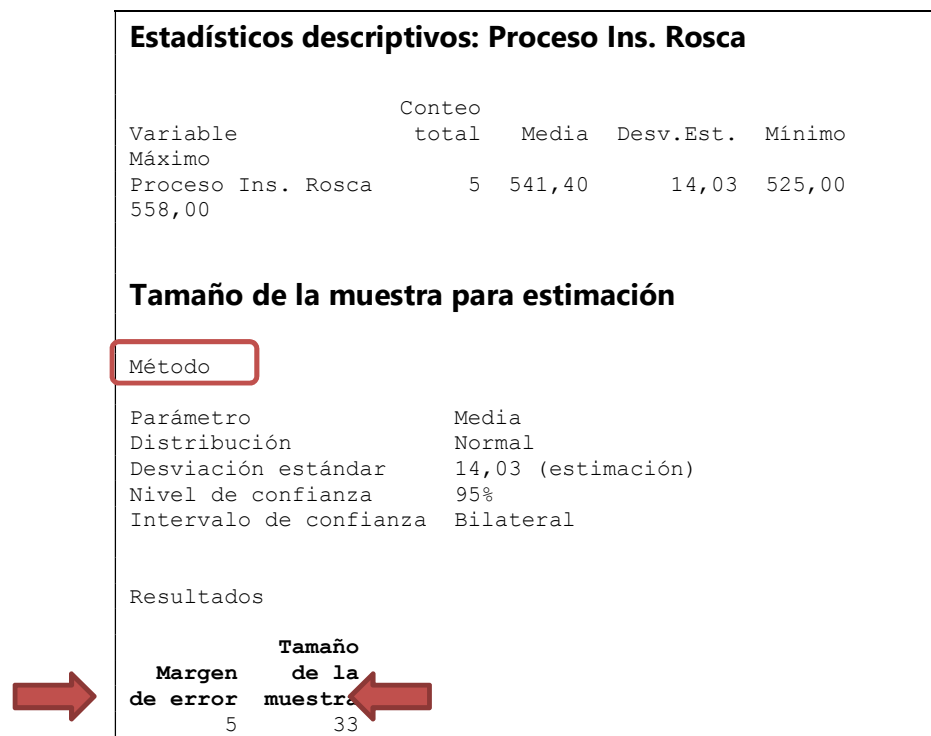 Estadísticos descriptivos: Proceso Ins. Rosca
Conteo
Variable total Media Desv.Est. Mínimo
Máximo
Proceso Ins. Rosca 5 541,40 14,03 525,00
558,00
Tamaño de la muestra para estimación
Método
Parámetro Media
Distribución Normal
Desviación estándar 14,03 (estimación)
Nivel de confianza 95%
Intervalo de confianza Bilateral
Resultados
Tamaño
Margen de la
de error muestra
5 33